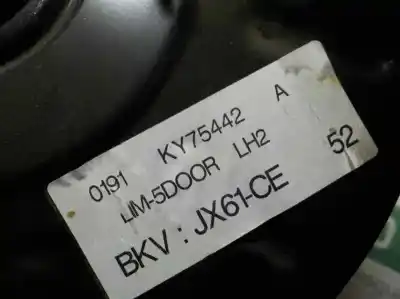 0191 KY75442 A
LIM-5DOOR LH2
BKV : JX61-CE 52